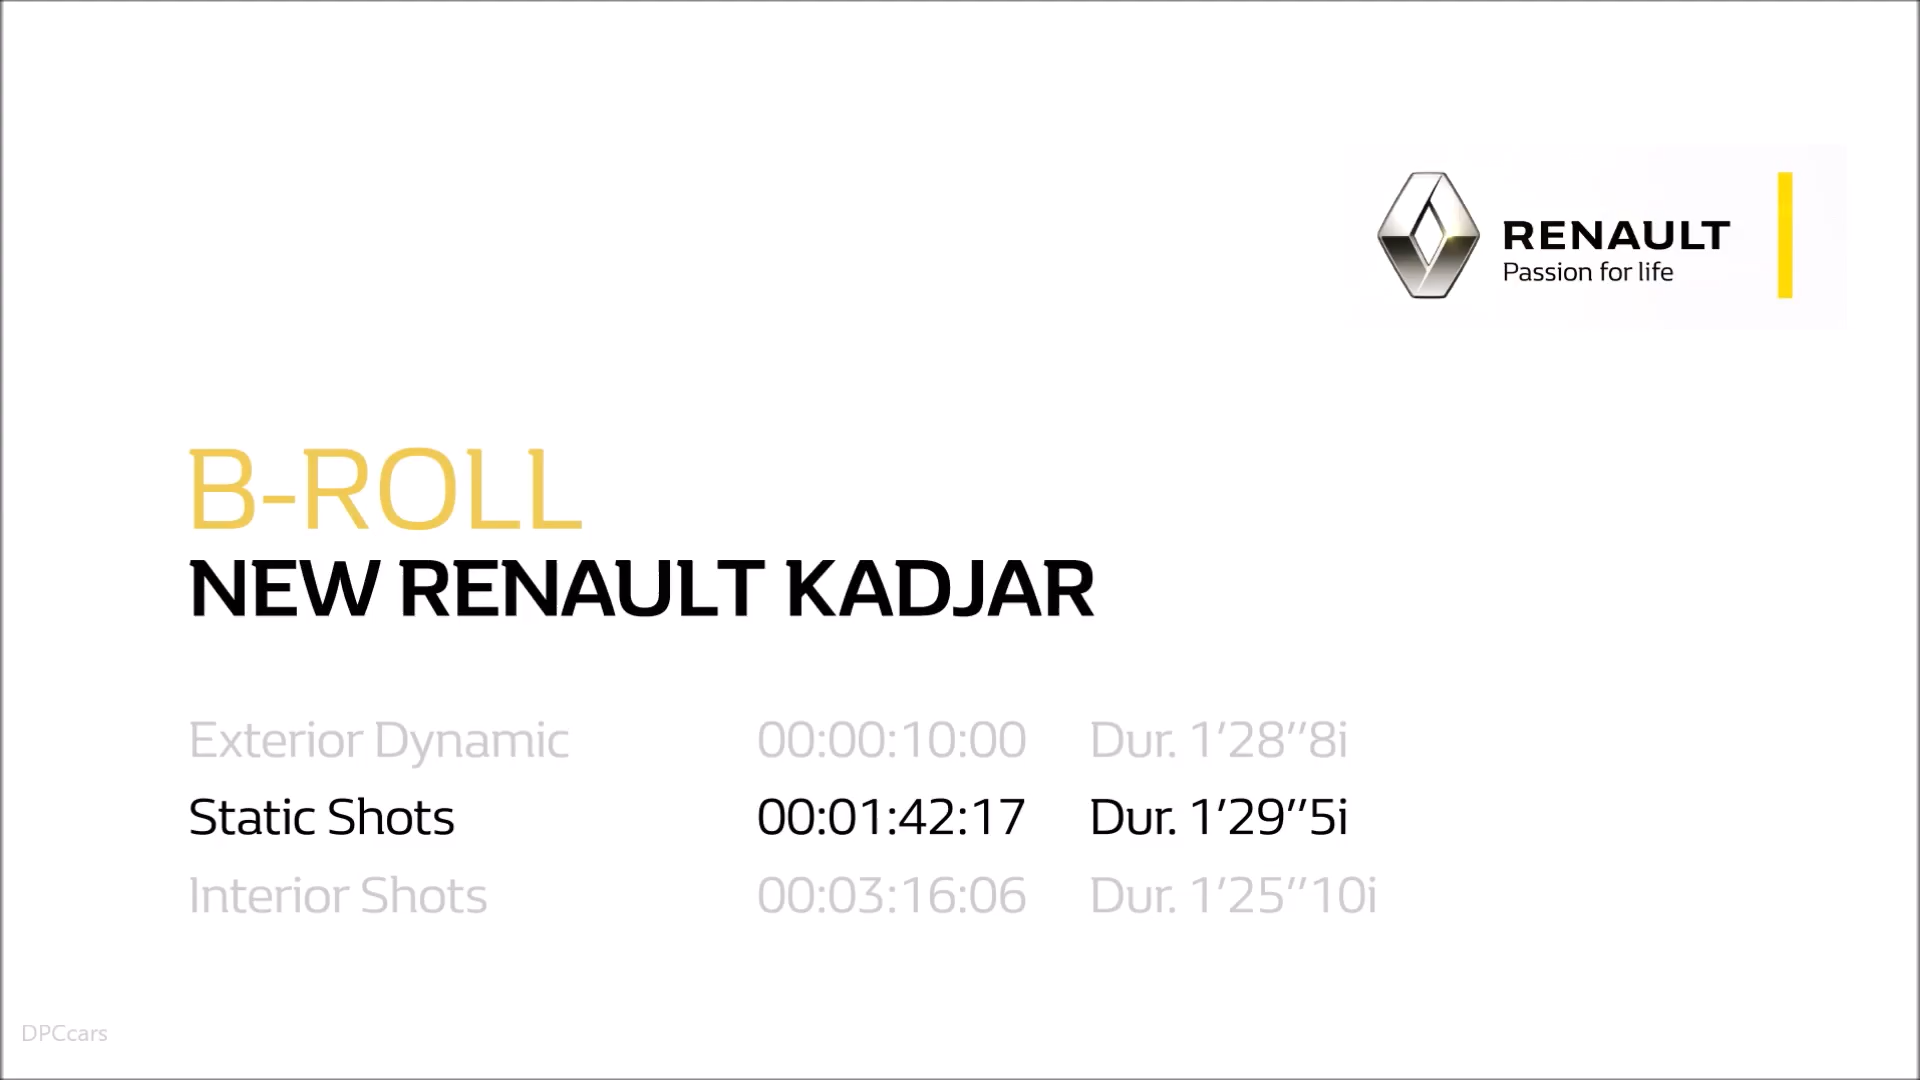 RENAULT
Passion for life
B-ROLL
NEW RENAULT KADJAR
Exterior Dynamic 00:00:10:00 Dur. 1’28’’8i
Static Shots 00:01:42:17 Dur. 1’29’’5i
Interior Shots 00:03:16:06 Dur. 1’25’’10i
DPCcars